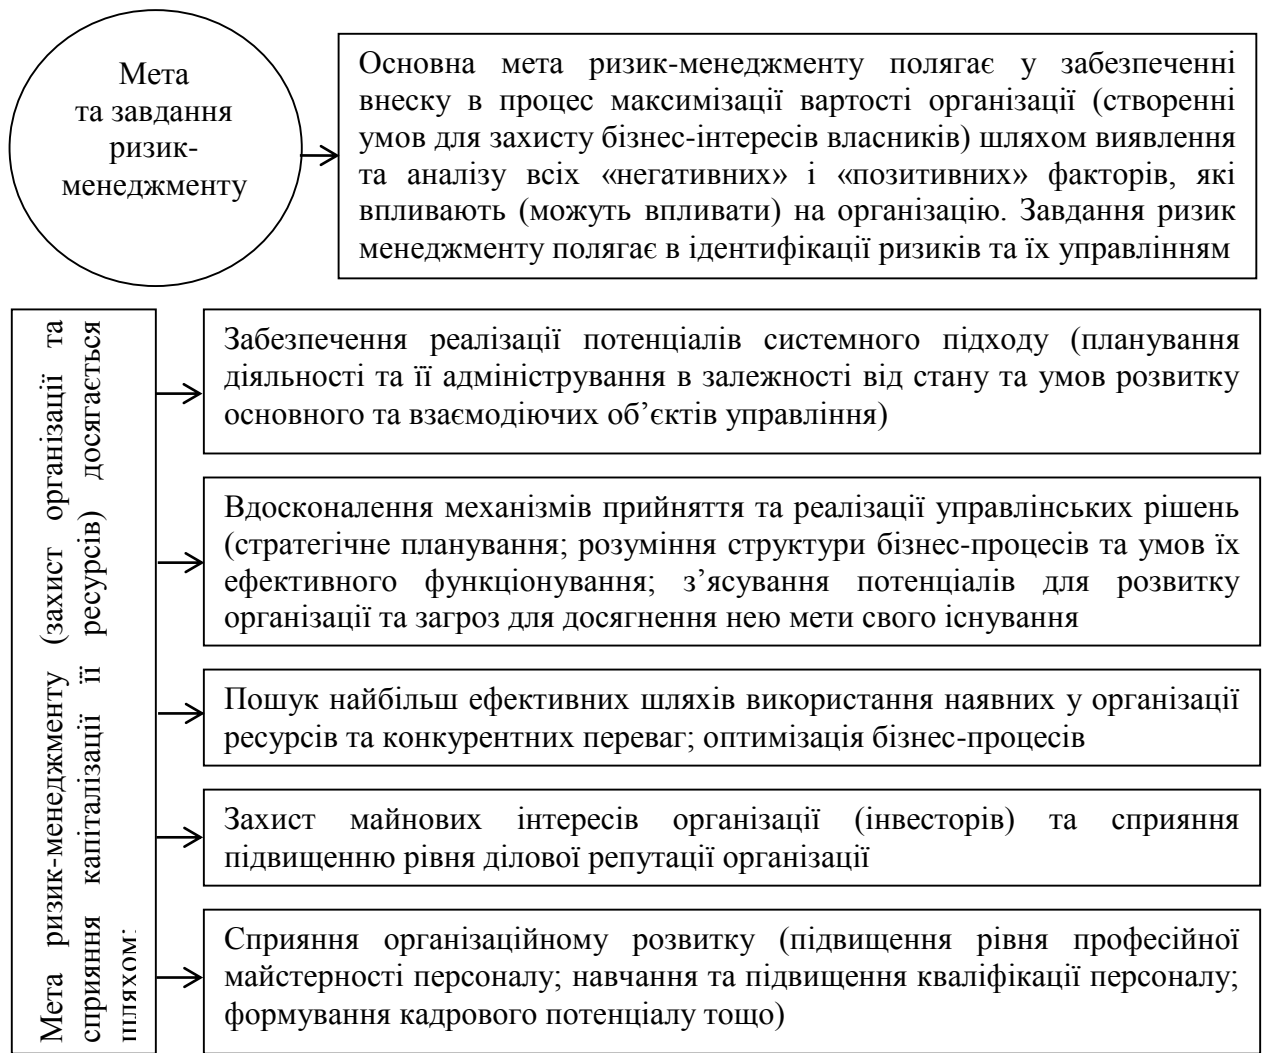 Мета
та завдання
ризик-
менеджменту
Основна мета ризик-менеджменту полягає у забезпеченні
внеску в процес максимізації вартості організації (створенні
умов для захисту бізнес-інтересів власників) шляхом виявлення
та аналізу всіх «негативних» і «позитивних» факторів, які
впливають (можуть впливати) на організацію. Завдання ризик
менеджменту полягає в ідентифікації ризиків та їх управлінням
Мета ризик-менеджменту (захист організації та
сприяння капіталізації її ресурсів) досягається
шляхом:
Забезпечення реалізації потенціалів системного підходу (планування
діяльності та її адміністрування в залежності від стану та умов розвитку
основного та взаємодіючих об’єктів управління)
Вдосконалення механізмів прийняття та реалізації управлінських рішень
(стратегічне планування; розуміння структури бізнес-процесів та умов їх
ефективного функціонування; з’ясування потенціалів для розвитку
організації та загроз для досягнення нею мети свого існування
Пошук найбільш ефективних шляхів використання наявних у організації
ресурсів та конкурентних переваг; оптимізація бізнес-процесів
Захист майнових інтересів організації (інвесторів) та сприяння
підвищенню рівня ділової репутації організації
Сприяння організаційному розвитку (підвищення рівня професійної
майстерності персоналу; навчання та підвищення кваліфікації персоналу;
формування кадрового потенціалу тощо)